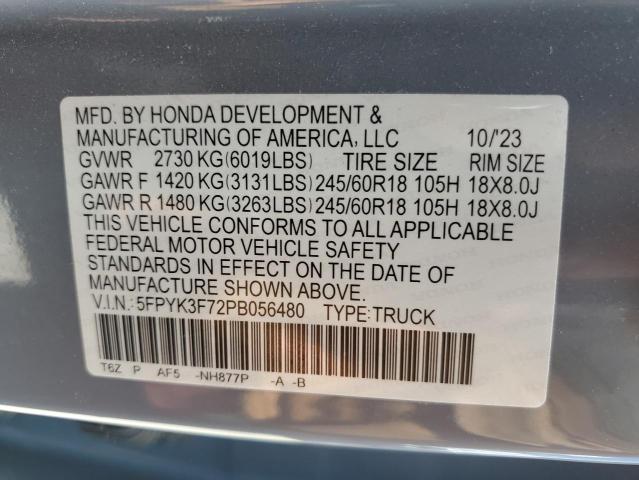 MFD. BY HONDA DEVELOPMENT &
MANUFACTURING OF AMERICA, LLC 10/'23
GVWR 2730 KG(6019LBS) TIRE SIZE RIM SIZE
GAWR F 1420 KG(3131LBS) 245/60R18 105H 18X8.0J
GAWR R 1480 KG(3263LBS) 245/60R18 105H 18X8.0J
THIS VEHICLE CONFORMS TO ALL APPLICABLE
FEDERAL MOTOR VEHICLE SAFETY
STANDARDS IN EFFECT ON THE DATE OF
MANUFACTURE SHOWN ABOVE.
V.I.N.: 5FPYK3F72PB056480 TYPE: TRUCK
T6Z P AF5 -NH877P -A -B